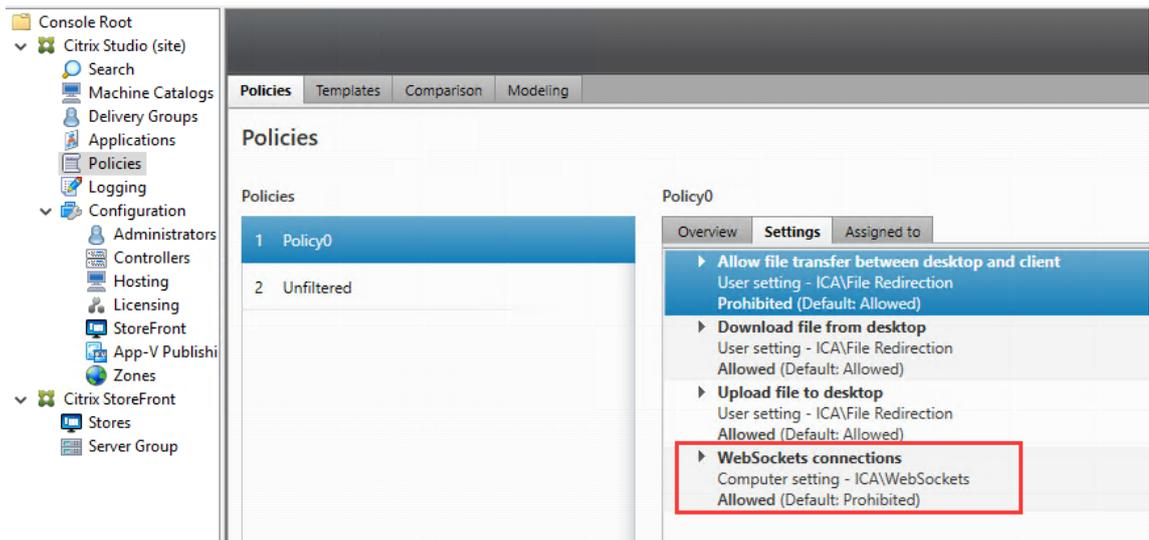 Console Root
Citrix Studio (site)
Search
Machine Catalogs
Delivery Groups
Applications
Policies
Logging
Configuration
Administrators
Controllers
Hosting
Licensing
StoreFront
App-V Publishi
Zones
Citrix StoreFront
Stores
Server Group
Policies Templates Comparison Modeling
Policies
Policies
1 Policy0
2 Unfiltered
Policy0
Overview Settings Assigned to
Allow file transfer between desktop and client
User setting - ICA\File Redirection
Prohibited (Default: Allowed)
Download file from desktop
User setting - ICA\File Redirection
Allowed (Default: Allowed)
Upload file to desktop
User setting - ICA\File Redirection
Allowed (Default: Allowed)
WebSockets connections
Computer setting - ICA\WebSockets
Allowed (Default: Prohibited)